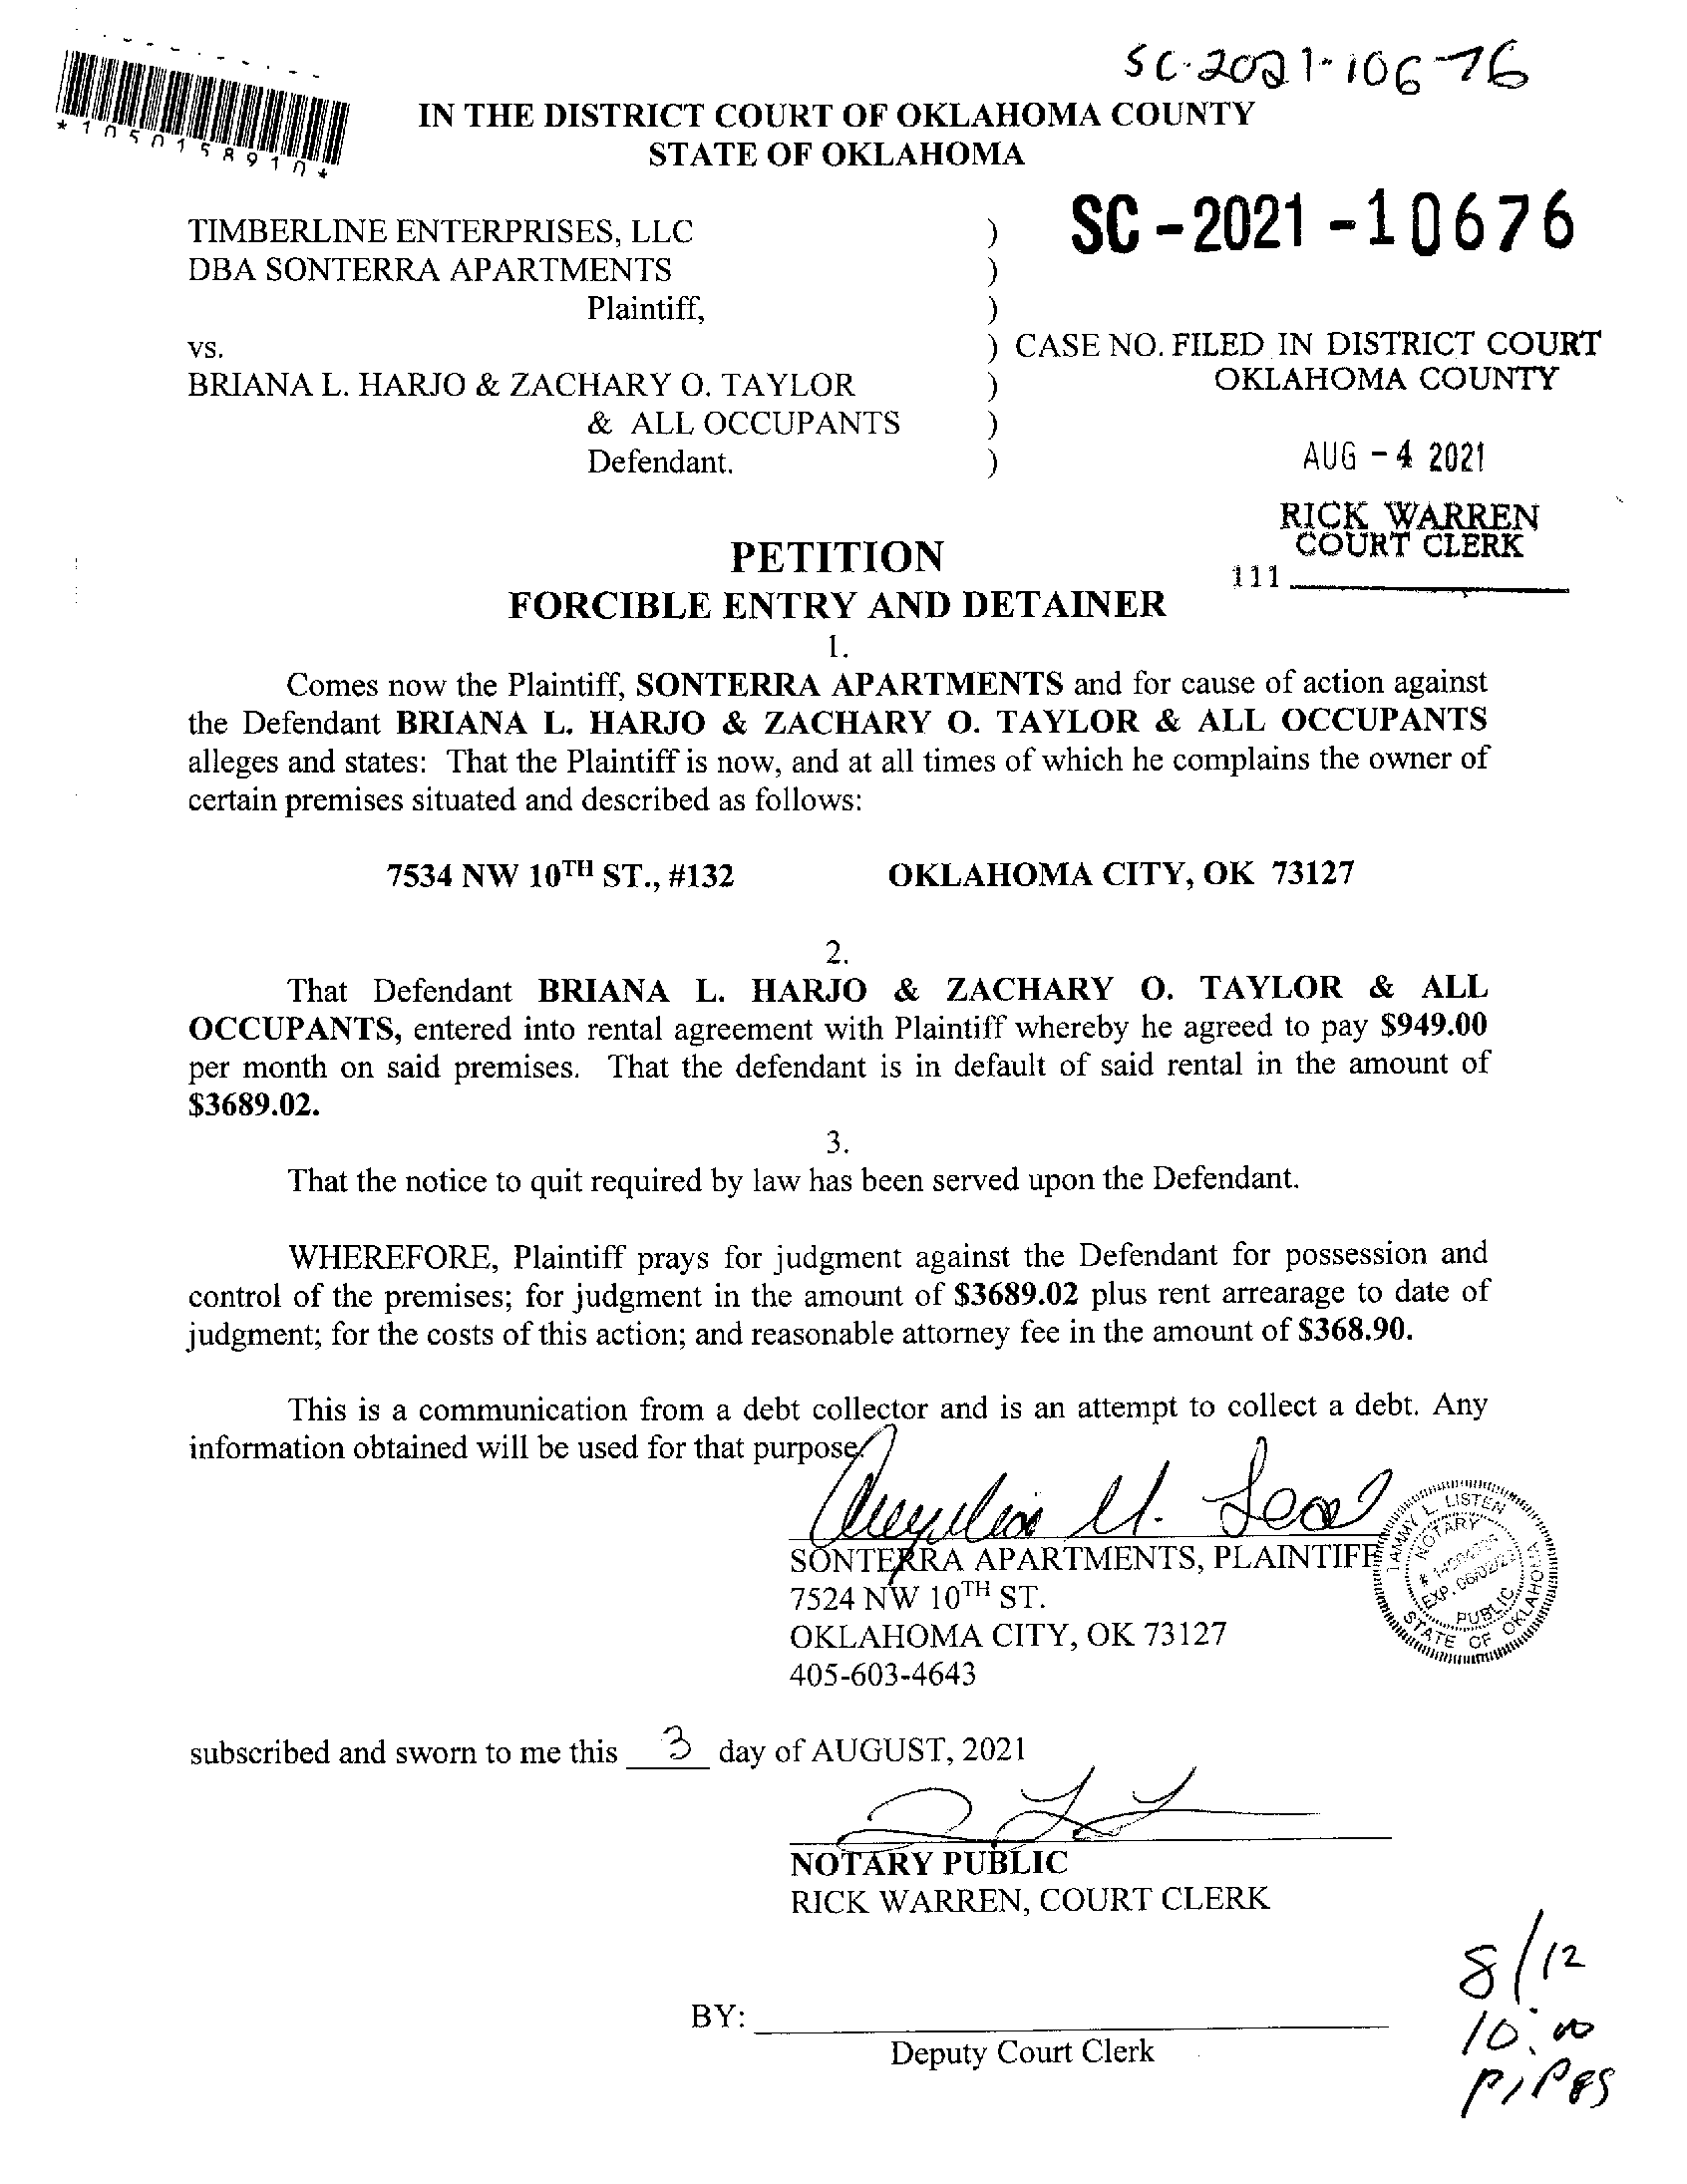 SC-2021-10676
*1050158910*
IN THE DISTRICT COURT OF OKLAHOMA COUNTY
STATE OF OKLAHOMA
SC-2021-10676
TIMBERLINE ENTERPRISES, LLC )
DBA SONTERRA APARTMENTS )
Plaintiff, )
vs. ) CASE NO. FILED IN DISTRICT COURT
OKLAHOMA COUNTY
BRIANA L. HARJO & ZACHARY O. TAYLOR )
& ALL OCCUPANTS )
Defendant. )
AUG - 4 2021
RICK WARREN
COURT CLERK
111
PETITION
FORCIBLE ENTRY AND DETAINER
1.
Comes now the Plaintiff, SONTERRA APARTMENTS and for cause of action against
the Defendant BRIANA L. HARJO & ZACHARY O. TAYLOR & ALL OCCUPANTS
alleges and states: That the Plaintiff is now, and at all times of which he complains the owner of
certain premises situated and described as follows:
7534 NW 10TH ST., #132 OKLAHOMA CITY, OK 73127
2.
That Defendant BRIANA L. HARJO & ZACHARY O. TAYLOR & ALL
OCCUPANTS, entered into rental agreement with Plaintiff whereby he agreed to pay $949.00
per month on said premises. That the defendant is in default of said rental in the amount of
$3689.02.
3.
That the notice to quit required by law has been served upon the Defendant.
WHEREFORE, Plaintiff prays for judgment against the Defendant for possession and
control of the premises; for judgment in the amount of $3689.02 plus rent arrearage to date of
judgment; for the costs of this action; and reasonable attorney fee in the amount of $368.90.
This is a communication from a debt collector and is an attempt to collect a debt. Any
information obtained will be used for that purpose.
SONTERRA APARTMENTS, PLAINTIFF
7524 NW 10TH ST.
OKLAHOMA CITY, OK 73127
405-603-4643
TAMMY L. LISTEN
NOTARY
PUBLIC
STATE OF OKLAHOMA
subscribed and sworn to me this 3 day of AUGUST, 2021
NOTARY PUBLIC
RICK WARREN, COURT CLERK
BY:
Deputy Court Clerk
8/12
10:00
PiPes